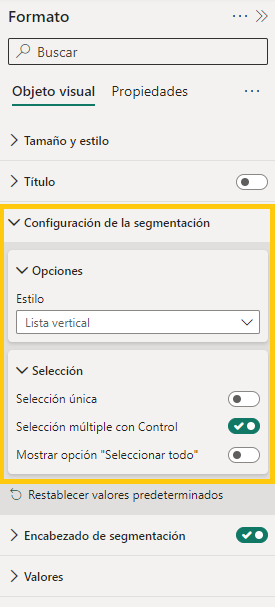 Formato
Buscar
Objeto visual Propiedades
Tamaño y estilo
Título
Configuración de la segmentación
Opciones
Estilo
Lista vertical
Selección
Selección única
Selección múltiple con Control
Mostrar opción "Seleccionar todo"
Restablecer valores predeterminados
Encabezado de segmentación
Valores